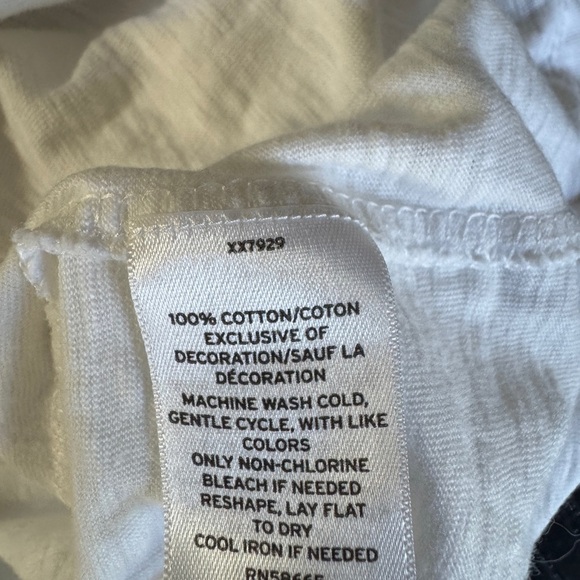 XX7929
100% COTTON/COTON
EXCLUSIVE OF
DECORATION/SAUF LA
DÉCORATION
MACHINE WASH COLD,
GENTLE CYCLE, WITH LIKE
COLORS
ONLY NON-CHLORINE
BLEACH IF NEEDED
RESHAPE, LAY FLAT
TO DRY
COOL IRON IF NEEDED